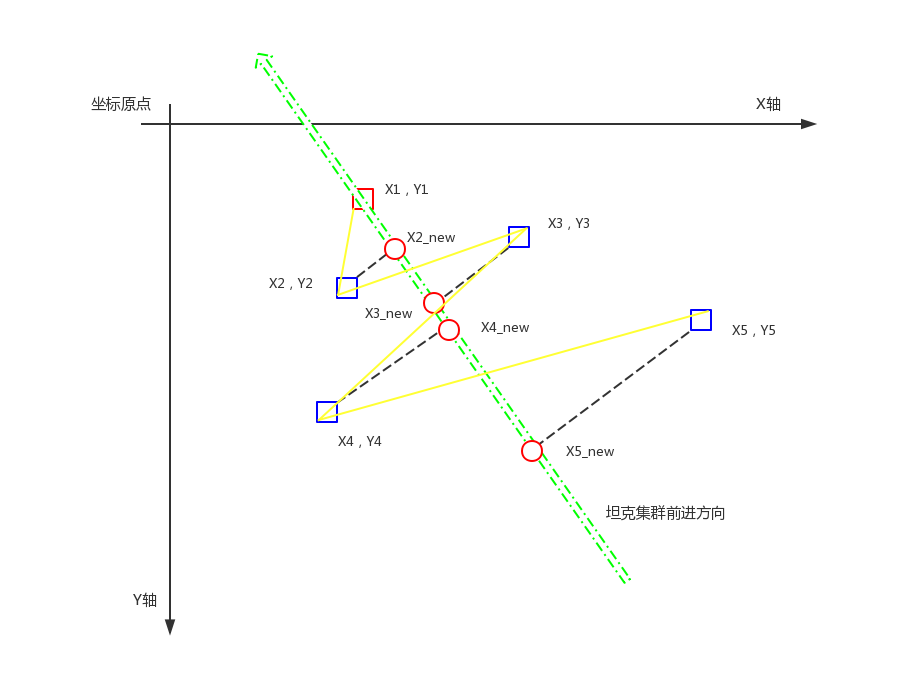 坐标原点
X轴
X1 , Y1
X3 , Y3
X2_new
X2 , Y2
X3_new
X4_new
X5 , Y5
X4 , Y4
X5_new
坦克集群前进方向
Y轴